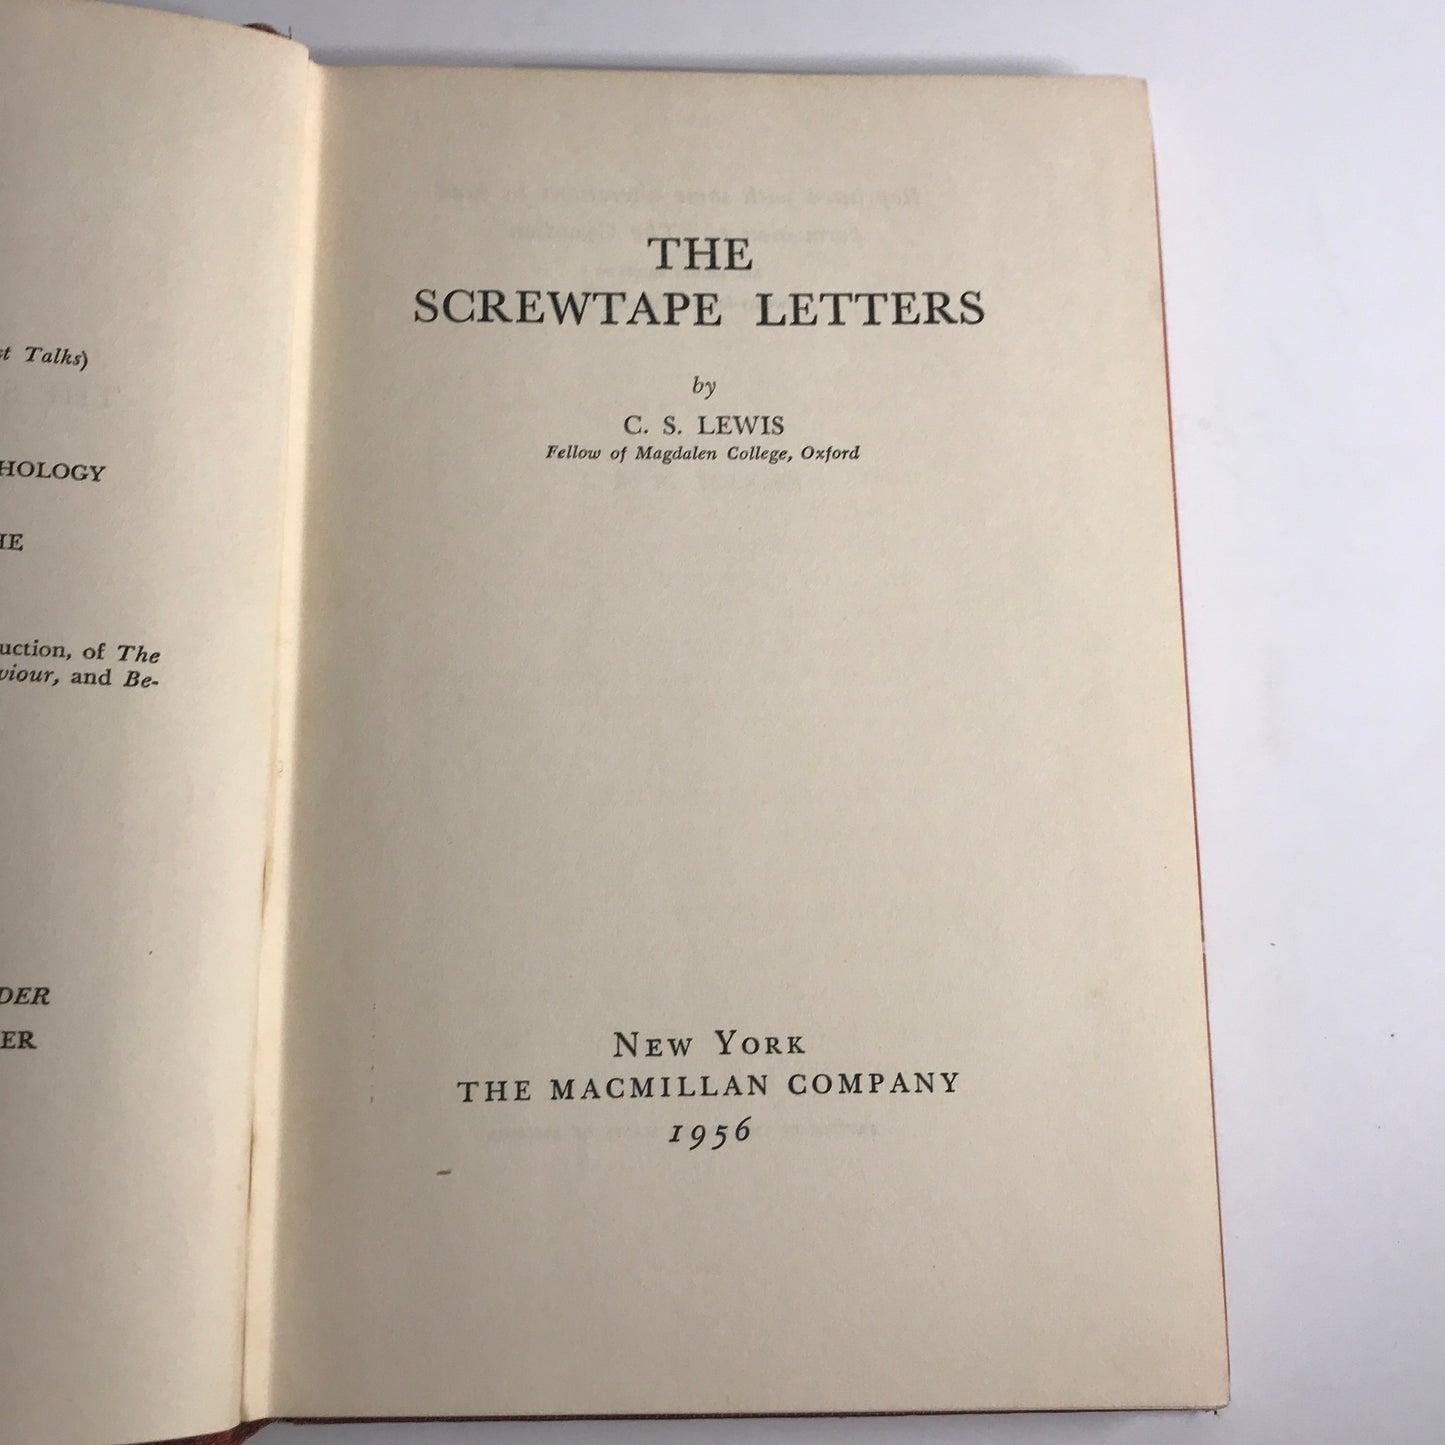 t Talks)
HOLOGY
HE
uction, of The
viour, and Be-
DER
ER
THE
SCREWTAPE LETTERS
by
C. S. LEWIS
Fellow of Magdalen College, Oxford
NEW YORK
THE MACMILLAN COMPANY
1956